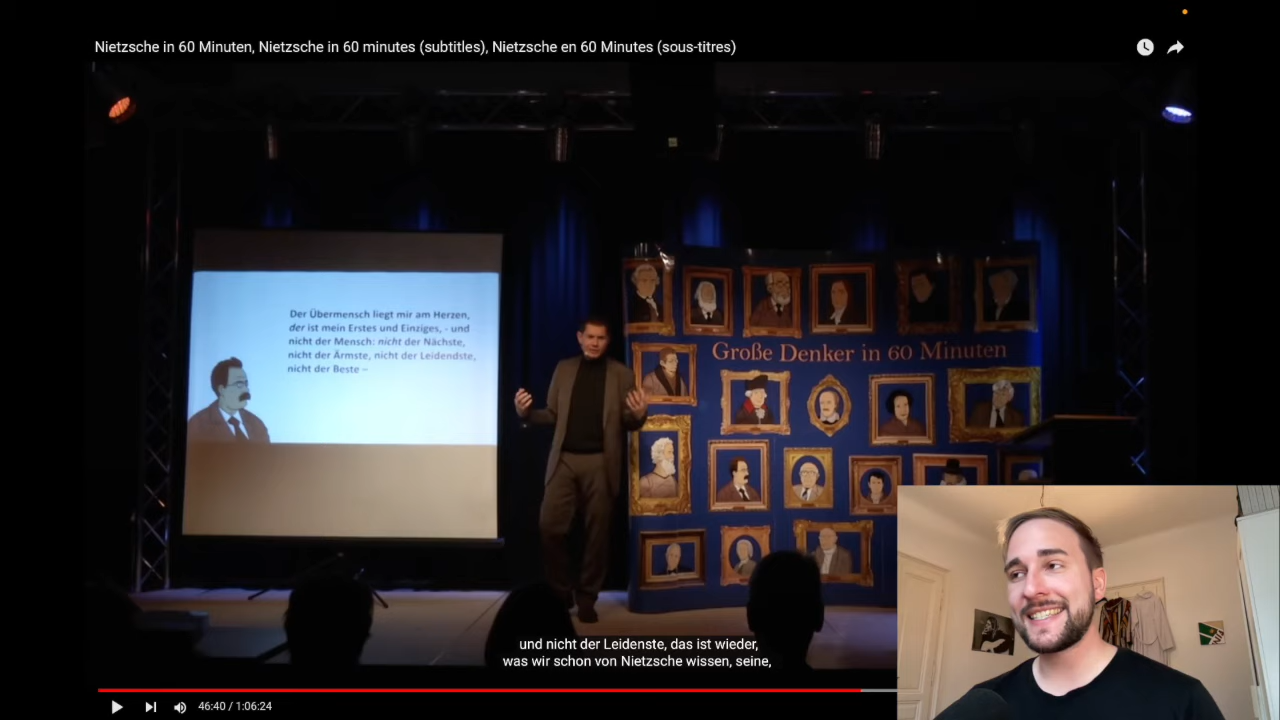 Nietzsche in 60 Minuten, Nietzsche in 60 minutes (subtitles), Nietzsche en 60 Minutes (sous-titres)
Der Übermensch liegt mir am Herzen,
der ist mein Erstes und Einziges, - und
nicht der Mensch: nicht der Nächste,
nicht der Ärmste, nicht der Leidendste,
nicht der Beste –
Große Denker in 60 Minuten
und nicht der Leidenste, das ist wieder,
was wir schon von Nietzsche wissen, seine,
46:40 / 1:06:24